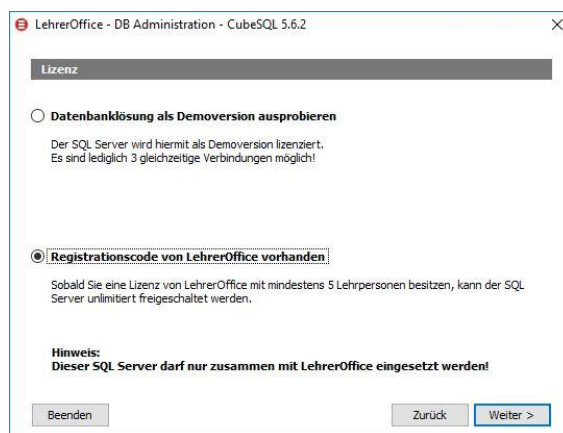 LehrerOffice - DB Administration - CubeSQL 5.6.2
Lizenz
Datenbanklösung als Demoversion ausprobieren
Der SQL Server wird hiermit als Demoversion lizenziert.
Es sind lediglich 3 gleichzeitige Verbindungen möglich!
Registrationscode von LehrerOffice vorhanden
Sobald Sie eine Lizenz von LehrerOffice mit mindestens 5 Lehrpersonen besitzen, kann der SQL
Server unlimitiert freigeschaltet werden.
Hinweis:
Dieser SQL Server darf nur zusammen mit LehrerOffice eingesetzt werden!
Beenden
Zurück
Weiter >